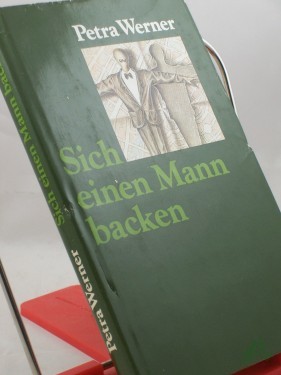 Petra Werner
Sich
einen Mann
backen
Petra Werner
Sich einen Mann backen